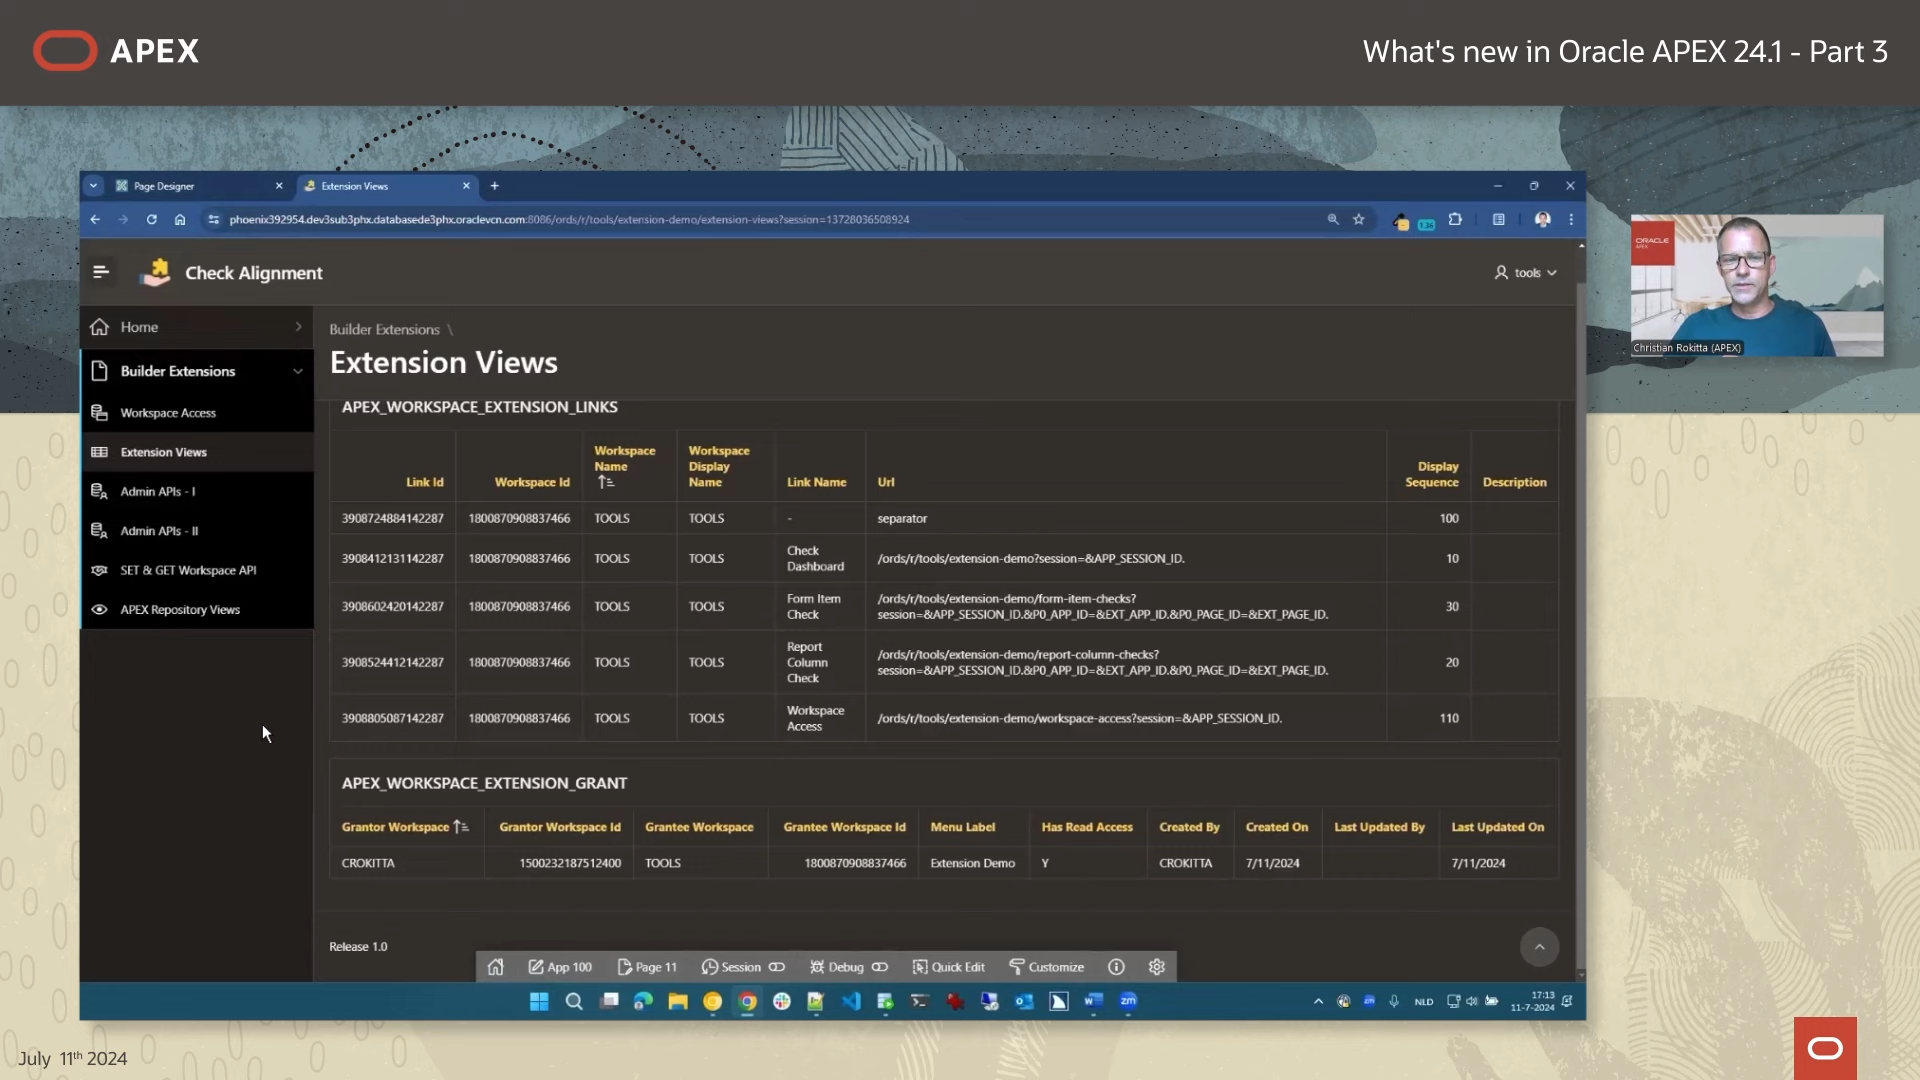 APEX
What's new in Oracle APEX 24.1 - Part 3
Page Designer
Extension Views
phoenix392954.dev3sub3phx.databasede3phx.oraclevcn.com:8086/ords/r/tools/extension-demo/extension-views?session=13728036508924
Check Alignment
tools
Home
Builder Extensions
Workspace Access
Extension Views
Admin APIs - I
Admin APIs - II
SET & GET Workspace API
APEX Repository Views
Builder Extensions \
Extension Views
APEX_WORKSPACE_EXTENSION_LINKS
Link Id Workspace Id Workspace Name Workspace Display Name Link Name Url Display Sequence Description
3908724884142287 1800870908837466 TOOLS TOOLS - separator 100
3908412131142287 1800870908837466 TOOLS TOOLS Check Dashboard /ords/r/tools/extension-demo?session=&APP_SESSION_ID. 10
3908602420142287 1800870908837466 TOOLS TOOLS Form Item Check /ords/r/tools/extension-demo/form-item-checks?session=&APP_SESSION_ID.&P0_APP_ID=&EXT_APP_ID.&P0_PAGE_ID=&EXT_PAGE_ID. 30
3908524412142287 1800870908837466 TOOLS TOOLS Report Column Check /ords/r/tools/extension-demo/report-column-checks?session=&APP_SESSION_ID.&P0_APP_ID=&EXT_APP_ID.&P0_PAGE_ID=&EXT_PAGE_ID. 20
3908805087142287 1800870908837466 TOOLS TOOLS Workspace Access /ords/r/tools/extension-demo/workspace-access?session=&APP_SESSION_ID. 110
APEX_WORKSPACE_EXTENSION_GRANT
Grantor Workspace Grantor Workspace Id Grantee Workspace Grantee Workspace Id Menu Label Has Read Access Created By Created On Last Updated By Last Updated On
CROKITTA 1500232187512400 TOOLS 1800870908837466 Extension Demo Y CROKITTA 7/11/2024 7/11/2024
Release 1.0
App 100 Page 11 Session Debug Quick Edit Customize
NLD
17:13
11-7-2024
ORACLE
APEX
Christian Rokitta (APEX)
July 11th 2024